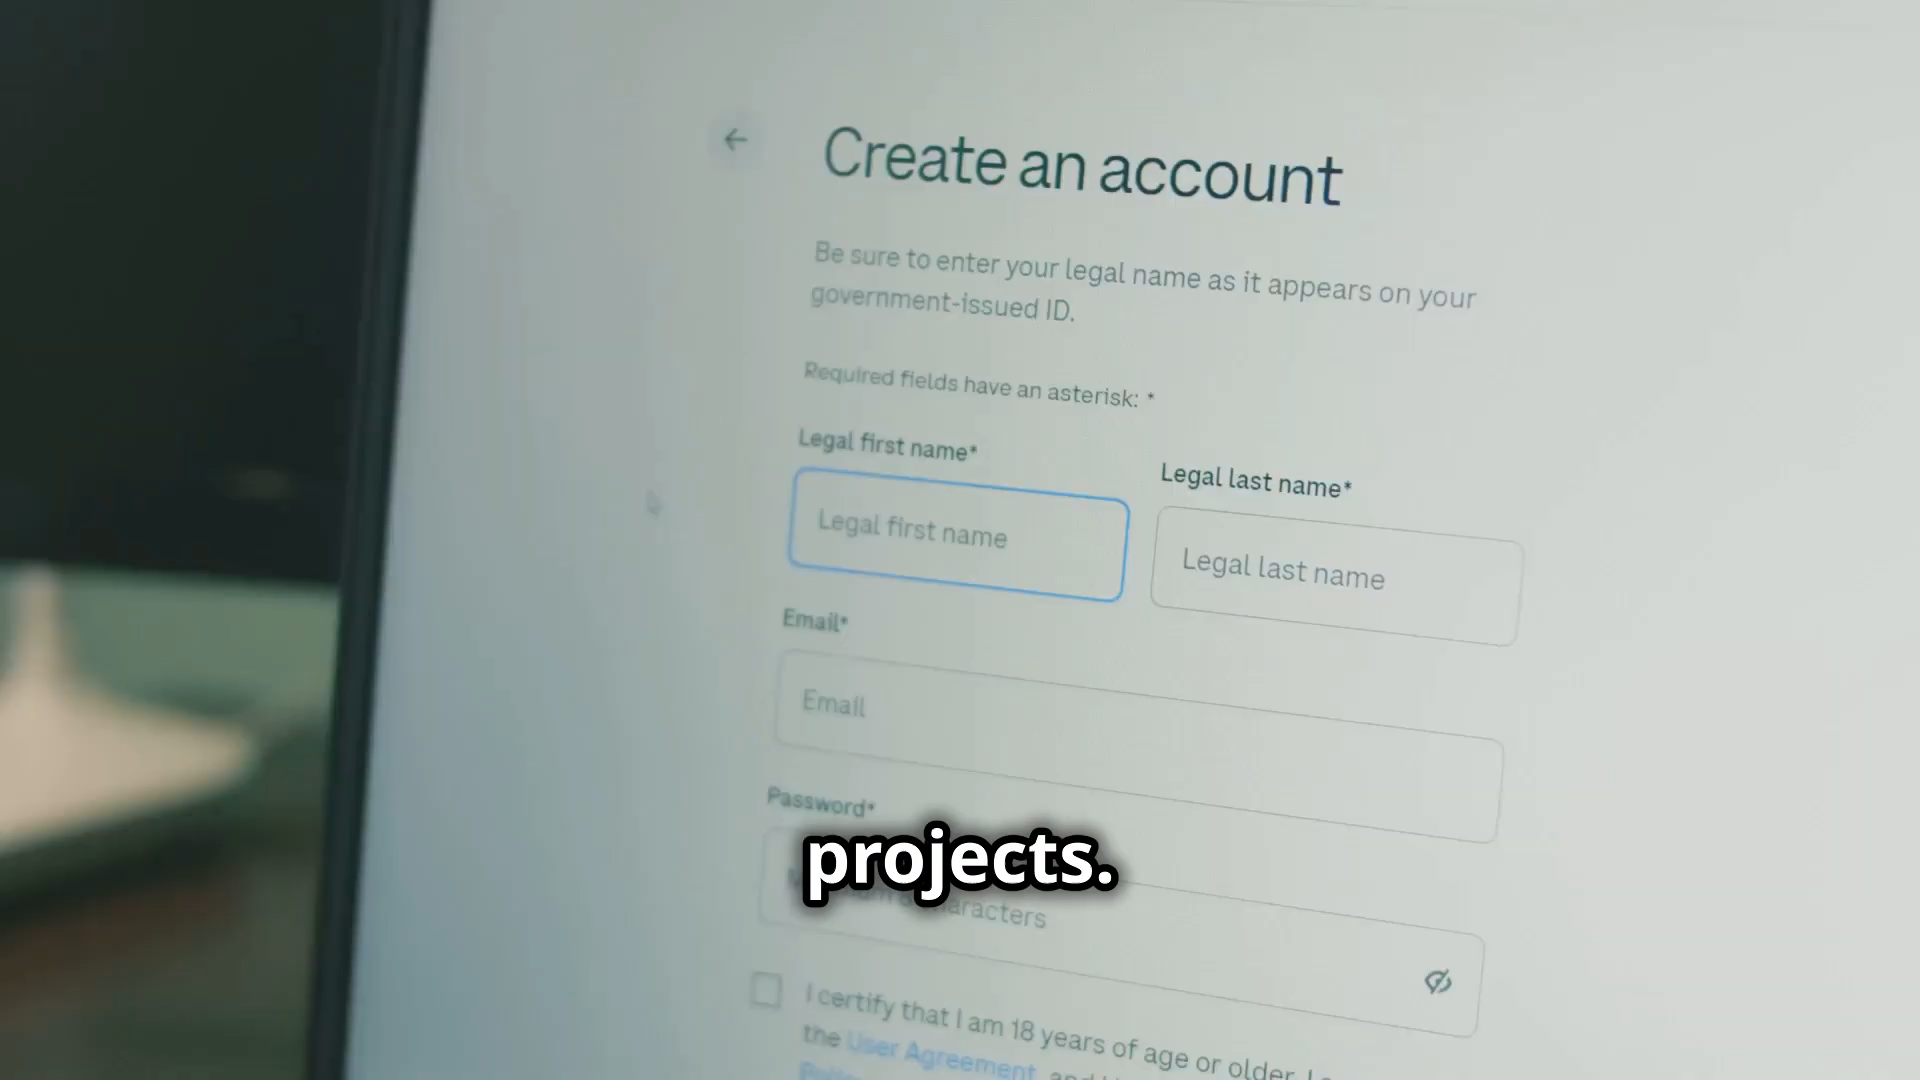 Create an account
Be sure to enter your legal name as it appears on your
government-issued ID.
Required fields have an asterisk: *
Legal first name*
Legal last name*
Legal first name
Legal last name
Email*
Email
Password*
projects.
characters
I certify that I am 18 years of age or older, I
the User Agreement, and